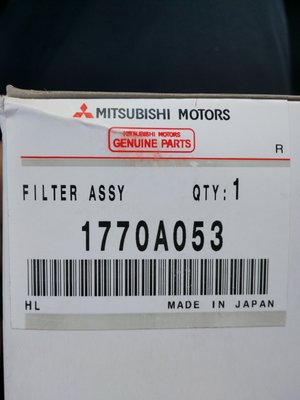 MITSUBISHI MOTORS
MITSUBISHI MOTORS
GENUINE PARTS
R
FILTER ASSY QTY:1
1770A053
HL MADE IN JAPAN